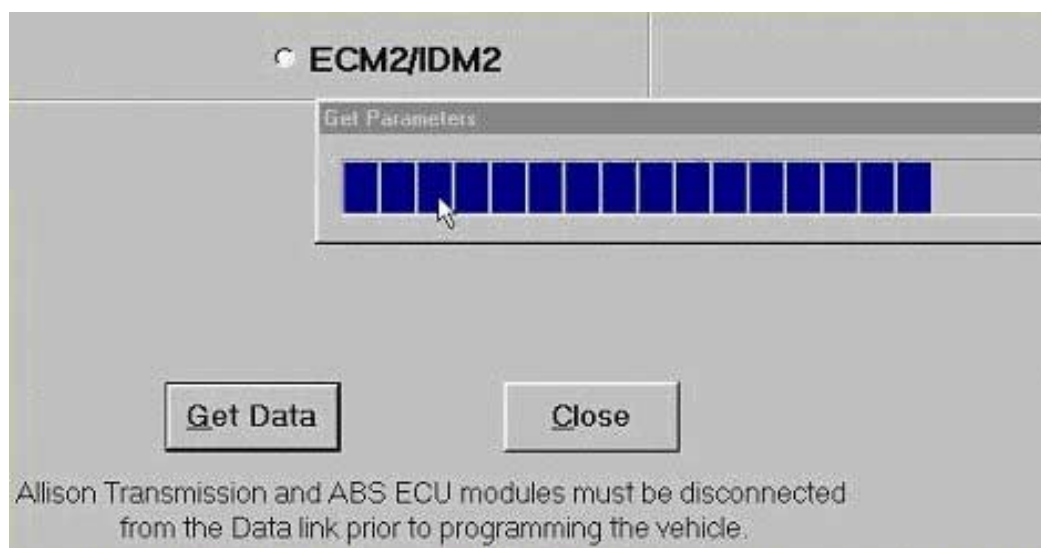 ECM2/IDM2
Get Parameters
Get Data
Close
Allison Transmission and ABS ECU modules must be disconnected
from the Data link prior to programming the vehicle.